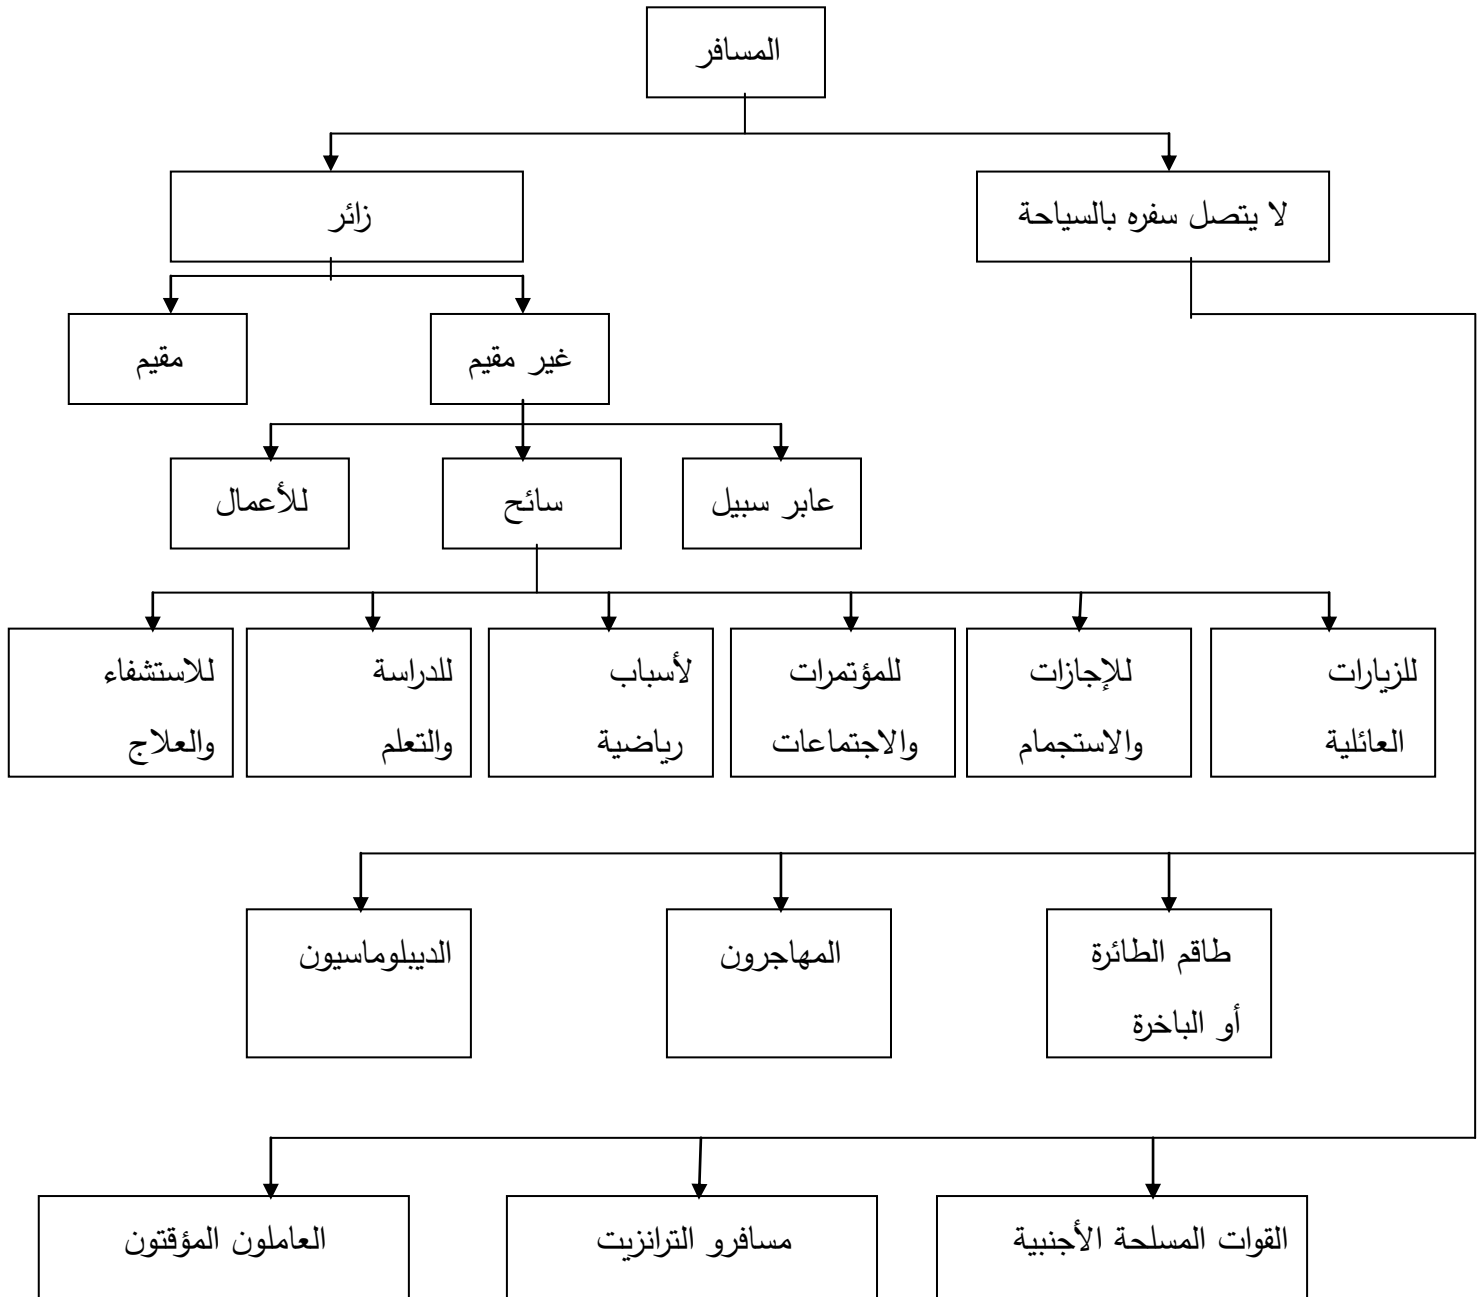 المسافر
لا يتصل سفره بالسياحة
زائر
غير مقيم
مقيم
عابر سبيل
سائح
للأعمال
للزيارات
العائلية
للإجازات
والاستجمام
للمؤتمرات
والاجتماعات
لأسباب
رياضية
للدراسة
والتعلم
للاستشفاء
والعلاج
طاقم الطائرة
أو الباخرة
المهاجرون
الديبلوماسيون
القوات المسلحة الأجنبية
مسافرو الترانزيت
العاملون المؤقتون